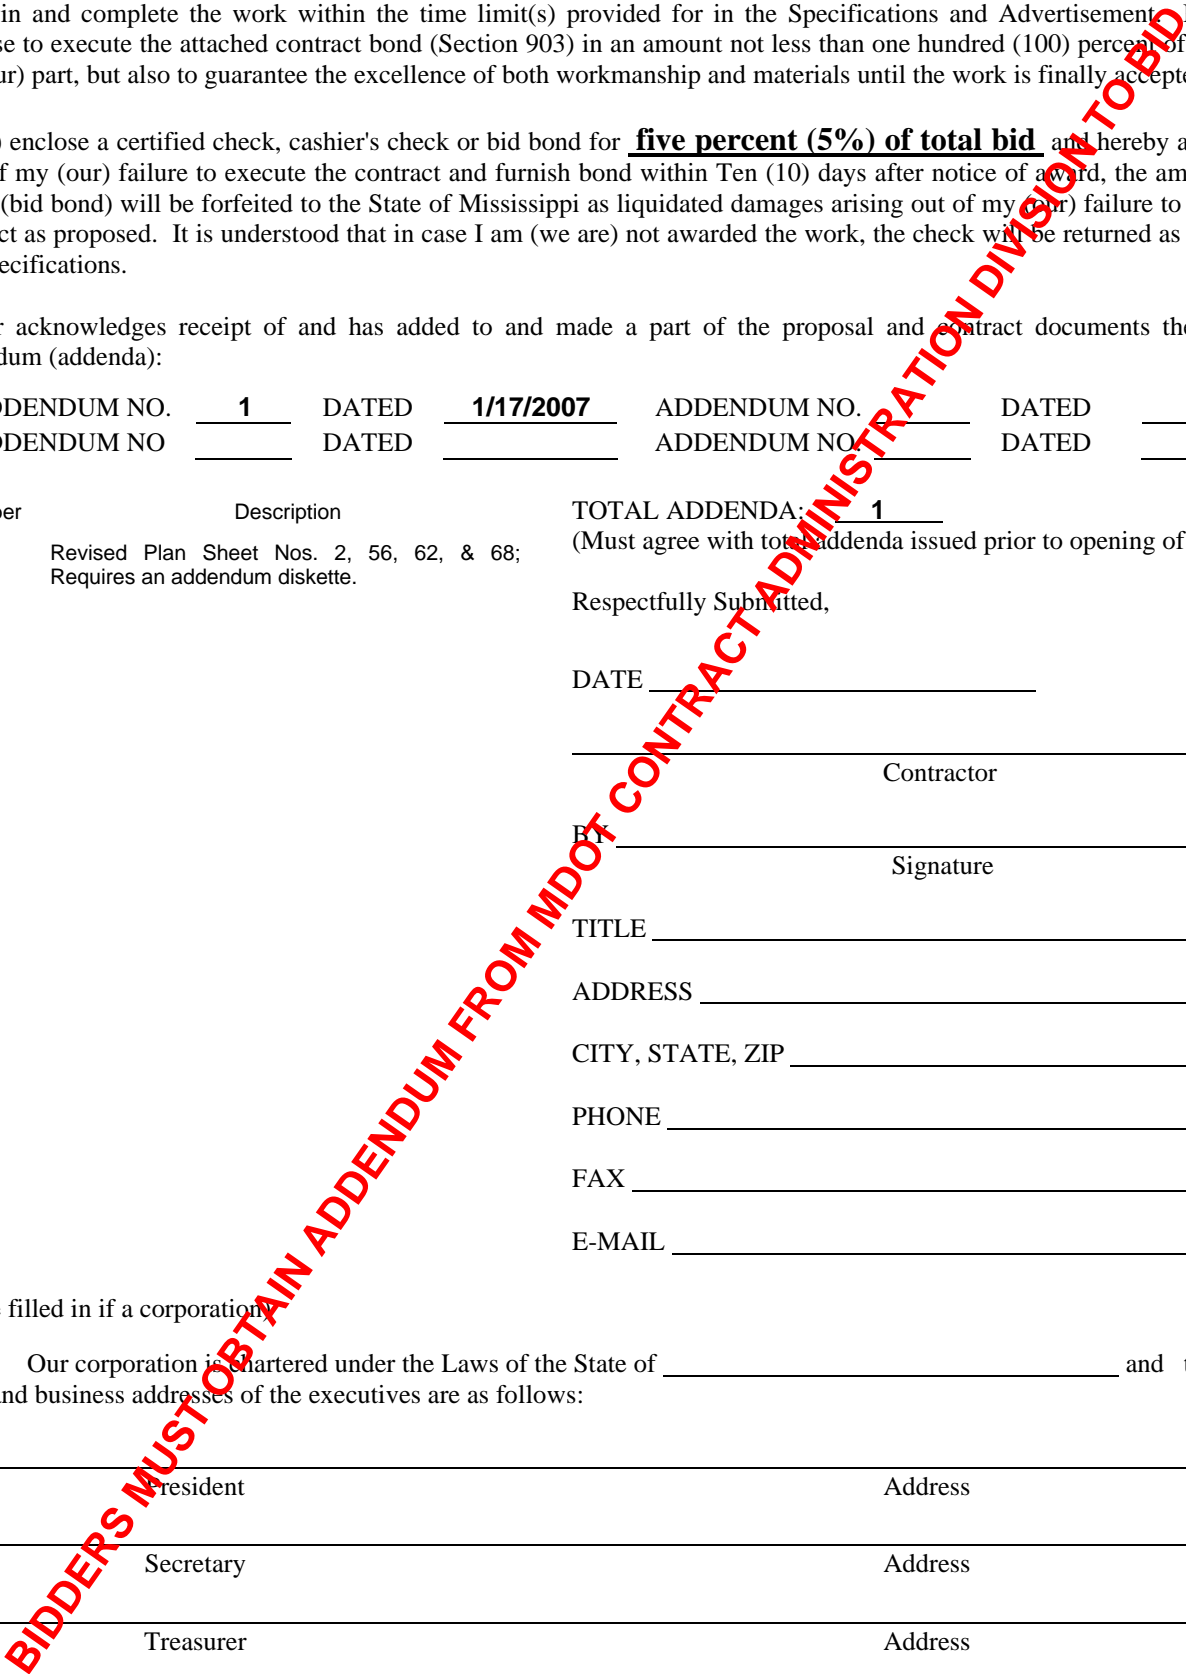 in and complete the work within the time limit(s) provided for in the Specifications and Advertisement.
se to execute the attached contract bond (Section 903) in an amount not less than one hundred (100) percent of
ur) part, but also to guarantee the excellence of both workmanship and materials until the work is finally accepte
) enclose a certified check, cashier's check or bid bond for five percent (5%) of total bid and hereby a
f my (our) failure to execute the contract and furnish bond within Ten (10) days after notice of award, the am
(bid bond) will be forfeited to the State of Mississippi as liquidated damages arising out of my (our) failure to
ct as proposed. It is understood that in case I am (we are) not awarded the work, the check will be returned as
ecifications.
r acknowledges receipt of and has added to and made a part of the proposal and contract documents the
dum (addenda):
DDENDUM NO. 1 DATED 1/17/2007 ADDENDUM NO. DATED
DDENDUM NO DATED ADDENDUM NO. DATED
ber Description
TOTAL ADDENDA: 1
Revised Plan Sheet Nos. 2, 56, 62, & 68;
(Must agree with total addenda issued prior to opening of
Requires an addendum diskette.
Respectfully Submitted,
DATE
Contractor
BY
Signature
TITLE
ADDRESS
CITY, STATE, ZIP
PHONE
FAX
E-MAIL
filled in if a corporation)
Our corporation is chartered under the Laws of the State of and t
and business addresses of the executives are as follows:
President Address
Secretary Address
Treasurer Address
BIDDERS MUST OBTAIN ADDENDUM FROM MDOT CONTRACT ADMINISTRATION DIVISION TO BID